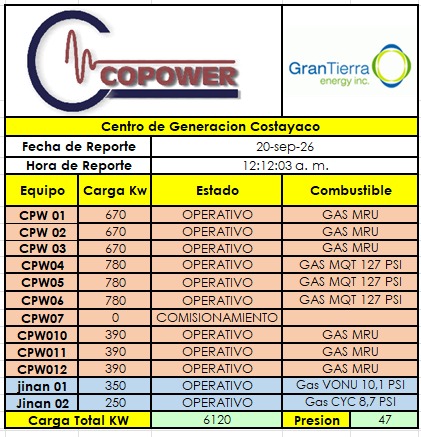 COPOWER
GranTierra
energy inc.
Centro de Generacion Costayaco
Fecha de Reporte 20-sep-26
Hora de Reporte 12:12:03 a. m.
Equipo Carga Kw Estado Combustible
CPW 01 670 OPERATIVO GAS MRU
CPW 02 670 OPERATIVO GAS MRU
CPW 03 670 OPERATIVO GAS MRU
CPW04 780 OPERATIVO GAS MQT 127 PSI
CPW05 780 OPERATIVO GAS MQT 127 PSI
CPW06 780 OPERATIVO GAS MQT 127 PSI
CPW07 0 COMISIONAMIENTO
CPW010 390 OPERATIVO GAS MRU
CPW011 390 OPERATIVO GAS MRU
CPW012 390 OPERATIVO GAS MRU
jinan 01 350 OPERATIVO Gas VONU 10,1 PSI
Jinan 02 250 OPERATIVO Gas CYC 8,7 PSI
Carga Total KW 6120 Presion 47